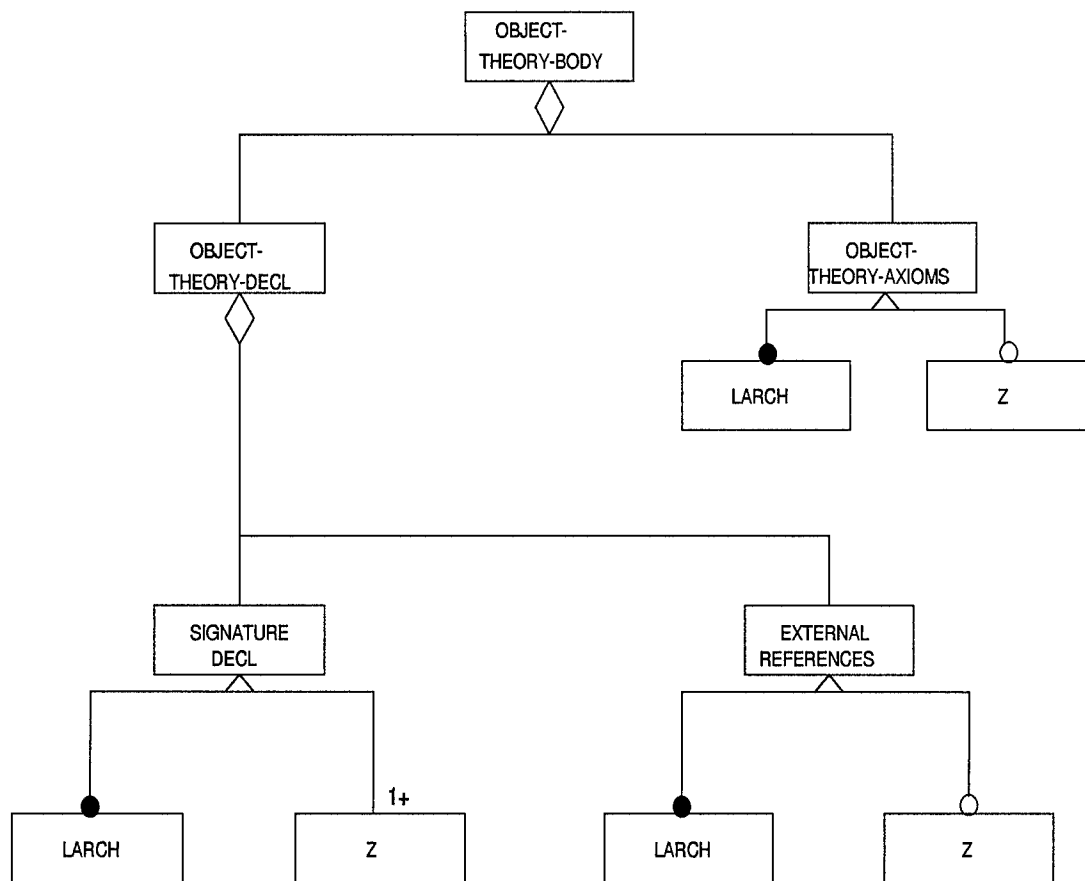 OBJECT-
THEORY-BODY
OBJECT-
THEORY-DECL
OBJECT-
THEORY-AXIOMS
LARCH
Z
SIGNATURE
DECL
EXTERNAL
REFERENCES
1+
LARCH
Z
LARCH
Z